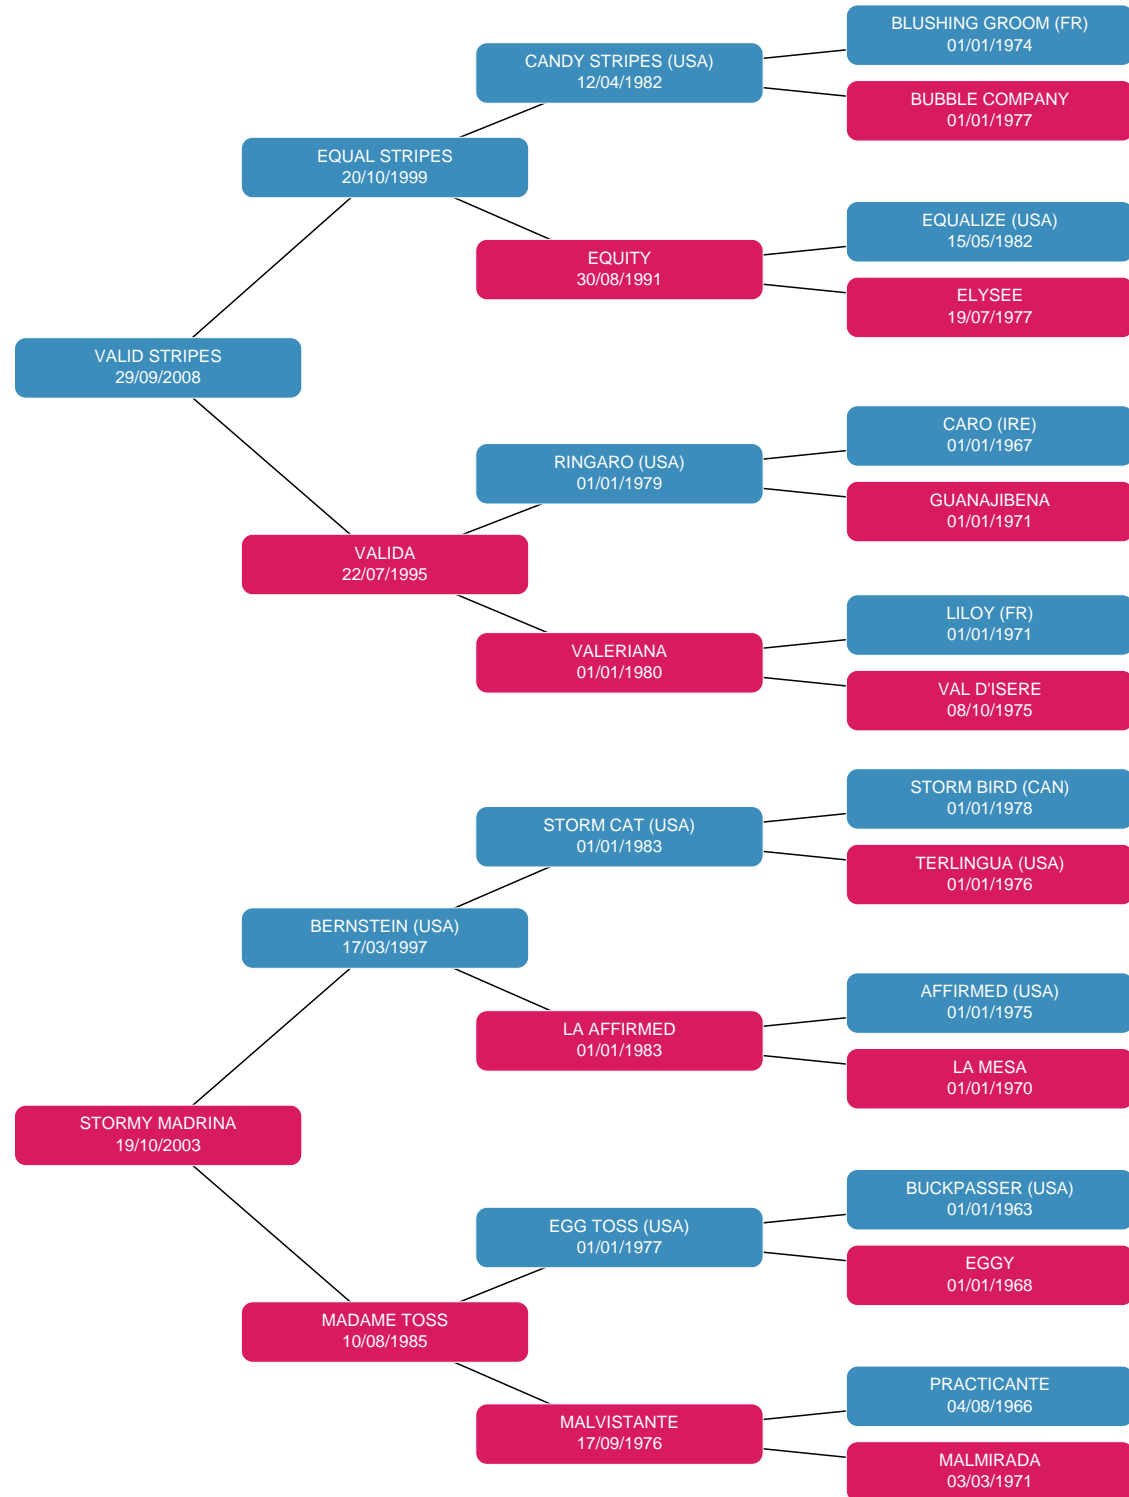 BLUSHING GROOM (FR)
01/01/1974
CANDY STRIPES (USA)
12/04/1982
BUBBLE COMPANY
01/01/1977
EQUAL STRIPES
20/10/1999
EQUALIZE (USA)
15/05/1982
EQUITY
30/08/1991
ELYSEE
19/07/1977
VALID STRIPES
29/09/2008
CARO (IRE)
01/01/1967
RINGARO (USA)
01/01/1979
GUANAJIBENA
01/01/1971
VALIDA
22/07/1995
LILOY (FR)
01/01/1971
VALERIANA
01/01/1980
VAL D'ISERE
08/10/1975
STORM BIRD (CAN)
01/01/1978
STORM CAT (USA)
01/01/1983
TERLINGUA (USA)
01/01/1976
BERNSTEIN (USA)
17/03/1997
AFFIRMED (USA)
01/01/1975
LA AFFIRMED
01/01/1983
LA MESA
01/01/1970
STORMY MADRINA
19/10/2003
BUCKPASSER (USA)
01/01/1963
EGG TOSS (USA)
01/01/1977
EGGY
01/01/1968
MADAME TOSS
10/08/1985
PRACTICANTE
04/08/1966
MALVISTANTE
17/09/1976
MALMIRADA
03/03/1971